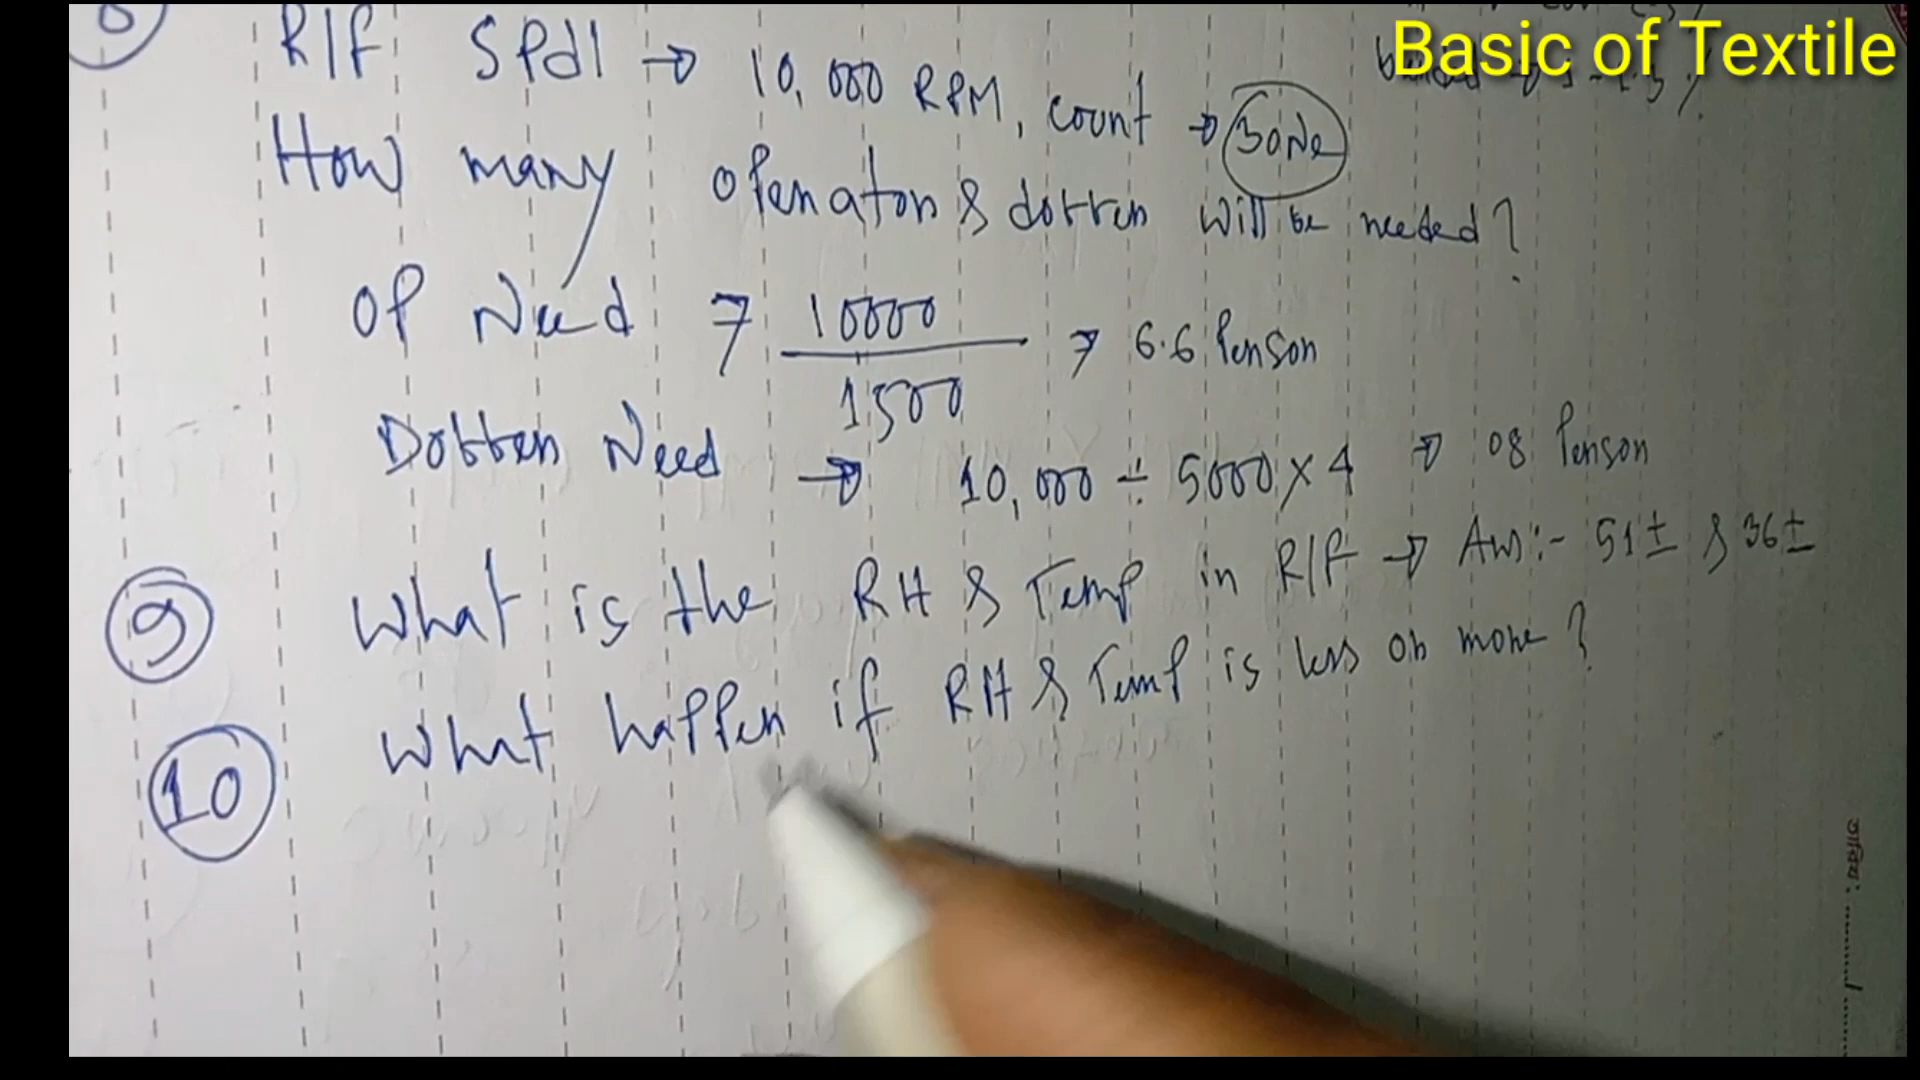 Basic of Textile
8
R/F Spdl → 10,000 RPM, count → 30Ne
How many operator & doffer will be needed?
OP Need ⇒ 10000 / 1500 ⇒ 6.6 Person
Doffer Need → 10,000 ÷ 5000 × 4 → 08 Person
9 What is the RH & Temp in R/F → Ans:- 51± & 36±
10 What happen if RH & Temp is less or more?